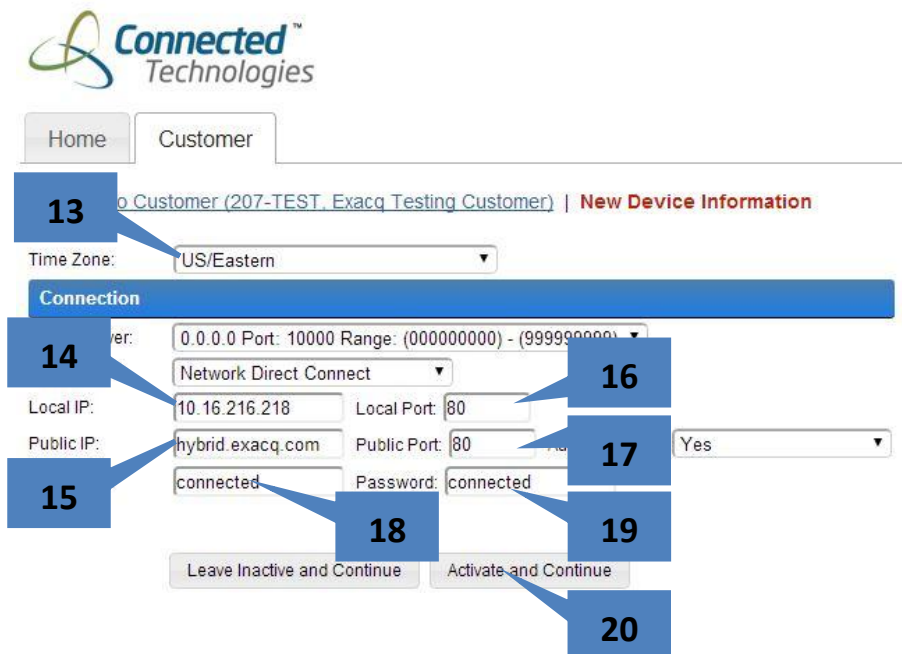 Connected™
Technologies
Home Customer
13 o Customer (207-TEST, Exacq Testing Customer) | New Device Information
Time Zone: US/Eastern
Connection
ver: 0.0.0.0 Port: 10000 Range: (000000000) - (999999999)
14 Network Direct Connect 16
Local IP: 10.16.216.218 Local Port: 80
Public IP: hybrid.exacq.com Public Port: 80 17 Yes
15 connected Password: connected
18 19
Leave Inactive and Continue Activate and Continue
20